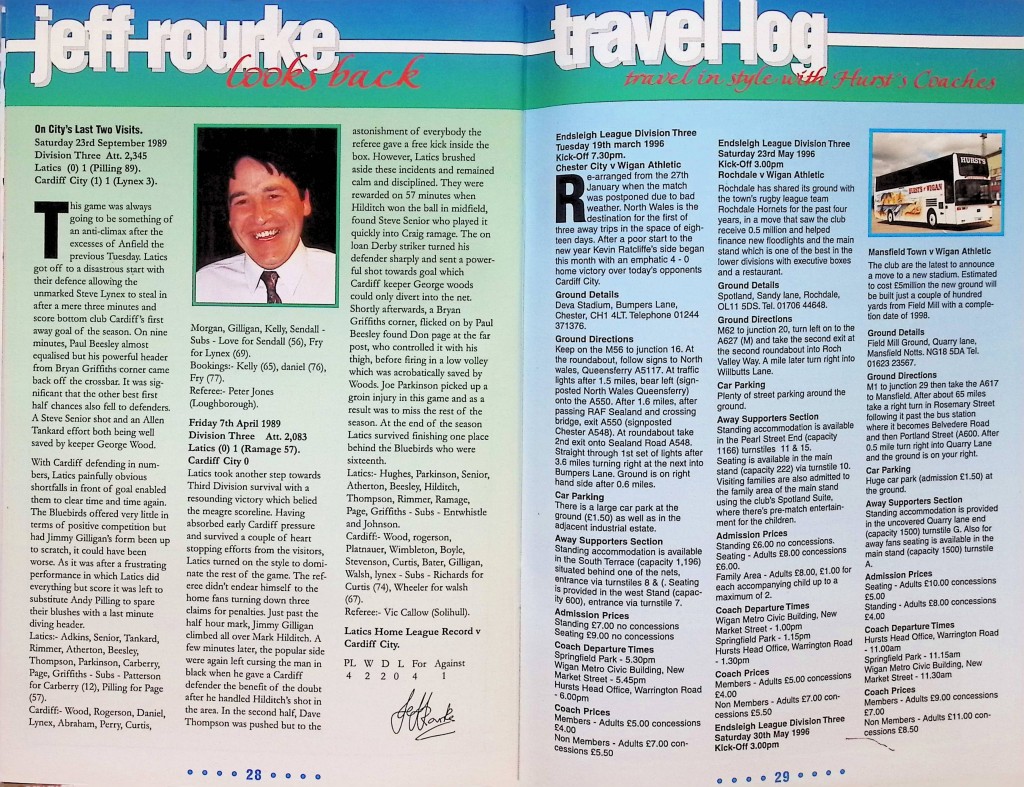 jeff rourke
looks back
On City's Last Two Visits.
Saturday 23rd September 1989
Division Three Att. 2,345
Latics (0) 1 (Pilling 89).
Cardiff City (1) 1 (Lynex 3).
This game was always
going to be something of
an anti-climax after the
excesses of Anfield the
previous Tuesday. Latics
got off to a disastrous start with
their defence allowing the
unmarked Steve Lynex to steal in
after a mere three minutes and
score bottom club Cardiff's first
away goal of the season. On nine
minutes, Paul Beesley almost
equalised but his powerful header
from Bryan Griffiths corner came
back off the crossbar. It was sig-
nificant that the other best first
half chances also fell to defenders.
A Steve Senior shot and an Allen
Tankard effort both being well
saved by keeper George Wood.
With Cardiff defending in num-
bers, Latics painfully obvious
shortfalls in front of goal enabled
them to clear time and time again.
The Bluebirds offered very little in
terms of positive competition but
had Jimmy Gilligan's form been up
to scratch, it could have been
worse. As it was after a frustrating
performance in which Latics did
everything but score it was left to
substitute Andy Pilling to spare
their blushes with a last minute
diving header.
Latics:- Adkins, Senior, Tankard,
Rimmer, Atherton, Beesley,
Thompson, Parkinson, Carberry,
Page, Griffiths - Subs - Patterson
for Carberry (12), Pilling for Page
(57).
Cardiff:- Wood, Rogerson, Daniel,
Lynex, Abraham, Perry, Curtis,
Morgan, Gilligan, Kelly, Sendall -
Subs - Love for Sendall (56), Fry
for Lynex (69).
Bookings:- Kelly (65), daniel (76),
Fry (77).
Referee:- Peter Jones
(Loughborough).
Friday 7th April 1989
Division Three Att. 2,083
Latics (0) 1 (Ramage 57).
Cardiff City 0
Latics took another step towards
Third Division survival with a
resounding victory which belied
the meagre scoreline. Having
absorbed early Cardiff pressure
and survived a couple of heart
stopping efforts from the visitors,
Latics turned on the style to domi-
nate the rest of the game. The ref-
eree didn't endear himself to the
home fans turning down three
claims for penalties. Just past the
half hour mark, Jimmy Gilligan
climbed all over Mark Hilditch. A
few minutes later, the popular side
were again left cursing the man in
black when he gave a Cardiff
defender the benefit of the doubt
after he handled Hilditch's shot in
the area. In the second half, Dave
Thompson was pushed but to the
astonishment of everybody the
referee gave a free kick inside the
box. However, Latics brushed
aside these incidents and remained
calm and disciplined. They were
rewarded on 57 minutes when
Hilditch won the ball in midfield,
found Steve Senior who played it
quickly into Craig ramage. The on
loan Derby striker turned his
defender sharply and sent a power-
ful shot towards goal which
Cardiff keeper George woods
could only divert into the net.
Shortly afterwards, a Bryan
Griffiths corner, flicked on by Paul
Beesley found Don page at the far
post, who controlled it with his
thigh, before firing in a low volley
which was acrobatically saved by
Woods. Joe Parkinson picked up a
groin injury in this game and as a
result was to miss the rest of the
season. At the end of the season
Latics survived finishing one place
behind the Bluebirds who were
sixteenth.
Latics:- Hughes, Parkinson, Senior,
Atherton, Beesley, Hilditch,
Thompson, Rimmer, Ramage,
Page, Griffiths - Subs - Entwhistle
and Johnson.
Cardiff:- Wood, rogerson,
Platnauer, Wimbleton, Boyle,
Stevenson, Curtis, Bater, Gilligan,
Walsh, lynex - Subs - Richards for
Curtis (74), Wheeler for walsh
(67).
Referee:- Vic Callow (Solihull).
Latics Home League Record v
Cardiff City.
PL W D L For Against
4 2 2 0 4 1
Jeff Rourke
28
travel log
travel in style with Hurst's Coaches
Endsleigh League Division Three
Tuesday 19th march 1996
Kick-Off 7.30pm.
Chester City v Wigan Athletic
Re-arranged from the 27th
January when the match
was postponed due to bad
weather. North Wales is the
destination for the first of
three away trips in the space of eigh-
teen days. After a poor start to the
new year Kevin Ratcliffe's side began
this month with an emphatic 4 - 0
home victory over today's opponents
Cardiff City.
Ground Details
Deva Stadium, Bumpers Lane,
Chester, CH1 4LT. Telephone 01244
371376.
Ground Directions
Keep on the M56 to junction 16. At
the roundabout, follow signs to North
wales, Queensferry A5117. At traffic
lights after 1.5 miles, bear left (sign-
posted North Wales Queensferry)
onto the A550. After 1.6 miles, after
passing RAF Sealand and crossing
bridge, exit A550 (signposted
Chester A548). At roundabout take
2nd exit onto Sealand Road A548.
Straight through 1st set of lights after
3.6 miles turning right at the next into
Bumpers Lane. Ground is on right
hand side after 0.6 miles.
Car Parking
There is a large car park at the
ground (£1.50) as well as in the
adjacent industrial estate.
Away Supporters Section
Standing accommodation is available
in the South Terrace (capacity 1,196)
situated behind one of the nets,
entrance via turnstiles 8 & (. Seating
is provided in the west Stand (capac-
ity 600), entrance via turnstile 7.
Admission Prices
Standing £7.00 no concessions
Seating £9.00 no concessions
Coach Departure Times
Springfield Park - 5.30pm
Wigan Metro Civic Building, New
Market Street - 5.45pm
Hursts Head Office, Warrington Road
- 6.00pm
Coach Prices
Members - Adults £5.00 concessions
£4.00
Non Members - Adults £7.00 con-
cessions £5.50
Endsleigh League Division Three
Saturday 23rd May 1996
Kick-Off 3.00pm
Rochdale v Wigan Athletic
Rochdale has shared its ground with
the town's rugby league team
Rochdale Hornets for the past four
years, in a move that saw the club
receive 0.5 million and helped
finance new floodlights and the main
stand which is one of the best in the
lower divisions with executive boxes
and a restaurant.
Ground Details
Spotland, Sandy lane, Rochdale,
OL11 5DS. Tel. 01706 44648.
Ground Directions
M62 to junction 20, turn left on to the
A627 (M) and take the second exit at
the second roundabout into Roch
Valley Way. A mile later turn right into
Willbutts Lane.
Car Parking
Plenty of street parking around the
ground.
Away Supporters Section
Standing accommodation is available
in the Pearal Street End (capacity
1166) turnstiles 11 & 15.
Seating is available in the main
stand (capacity 222) via turnstile 10.
Visiting families are also admitted to
the family area of the main stand
using the club's Spotland Suite,
where there's pre-match entertain-
ment for the children.
Admission Prices
Standing £6.00 no concessions.
Seating - Adults £8.00 concessions
£6.00.
Family Area - Adults £8.00, £1.00 for
each accompanying child up to a
maximum of 2.
Coach Departure Times
Wigan Metro Civic Building, New
Market Street - 1.00pm
Springfield Park - 1.15pm
Hursts Head Office, Warrington Road
- 1.30pm
Coach Prices
Members - Adults £5.00 concessions
£4.00
Non Members - Adults £7.00 con-
cessions £5.50
Endsleigh League Division Three
Saturday 30th May 1996
Kick-Off 3.00pm
HURST'S
HURST'S of WIGAN
Mansfield Town v Wigan Athletic
The club are the latest to announce
a move to a new stadium. Estimated
to cost £5million the new ground will
be built just a couple of hundred
yards from Field Mill with a comple-
tion date of 1998.
Ground Details
Field Mill Ground, Quarry lane,
Mansfield Notts. NG18 5DA Tel.
01623 23567.
Ground Directions
M1 to junction 29 then take the A617
to Mansfield. After about 65 miles
take a right turn in Rosemary Street
following it past the bus station
where it becomes Belvedere Road
and then Portland Street (A600. After
0.5 mile turn right into Quarry Lane
and the ground is on your right.
Car Parking
Huge car park (admission £1.50) at
the ground.
Away Supporters Section
Standing accommodation is provided
in the uncovered Quarry lane end
(capacity 1500) turnstile G. Also for
away fans seating is available in the
main stand (capacity 1500) turnstile
A.
Admission Prices
Seating - Adults £10.00 concessions
£5.00
Standing - Adults £8.00 concessions
£4.00
Coach Departure Times
Hursts Head Office, Warrington Road
- 11.00am
Springfield Park - 11.15am
Wigan Metro Civic Building, New
Market Street - 11.30am
Coach Prices
Members - Adults £9.00 concessions
£7.00
Non Members - Adults £11.00 con-
cessions £8.50
29